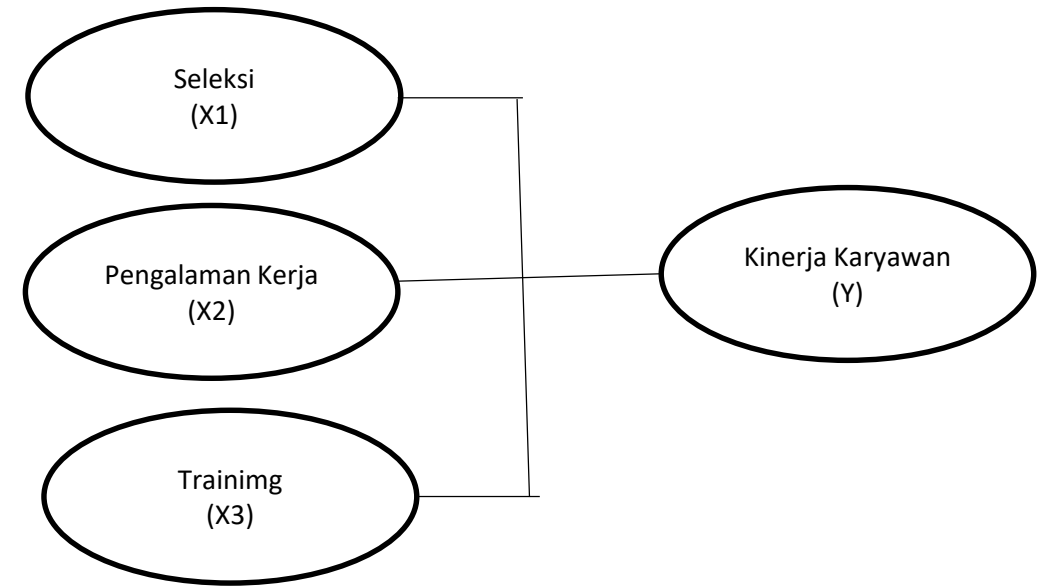 Seleksi
(X1)
Pengalaman Kerja
(X2)
Kinerja Karyawan
(Y)
Trainimg
(X3)